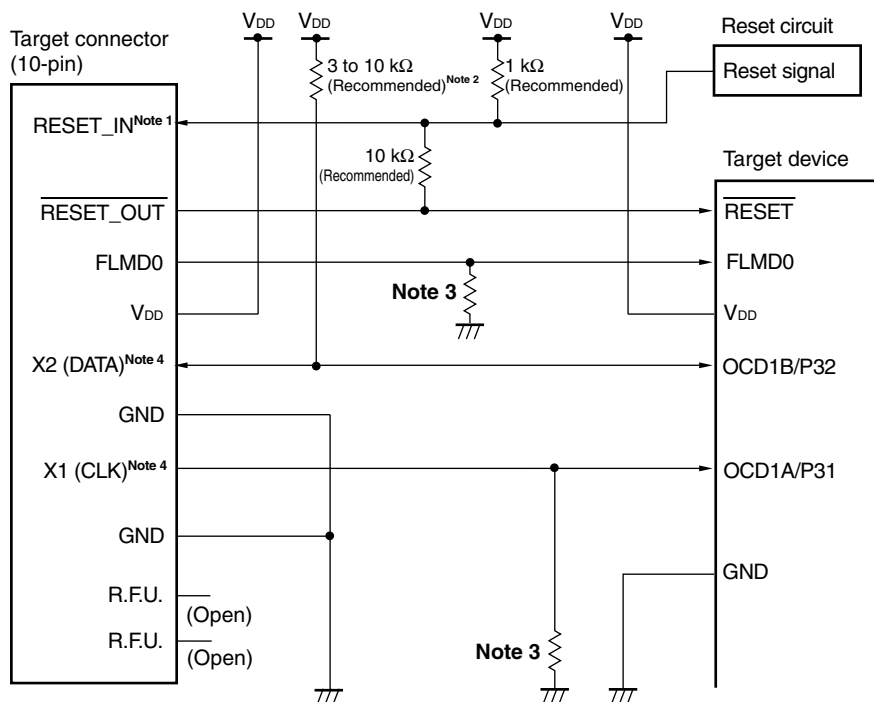 VDD
VDD
VDD
VDD
Reset circuit
Target connector
(10-pin)
3 to 10 kΩ
(Recommended)Note 2
1 kΩ
(Recommended)
Reset signal
RESET_INNote 1
10 kΩ
(Recommended)
Target device
RESET_OUT
RESET
FLMD0
FLMD0
Note 3
VDD
VDD
X2 (DATA)Note 4
OCD1B/P32
GND
X1 (CLK)Note 4
OCD1A/P31
GND
GND
R.F.U.
(Open)
R.F.U.
(Open)
Note 3